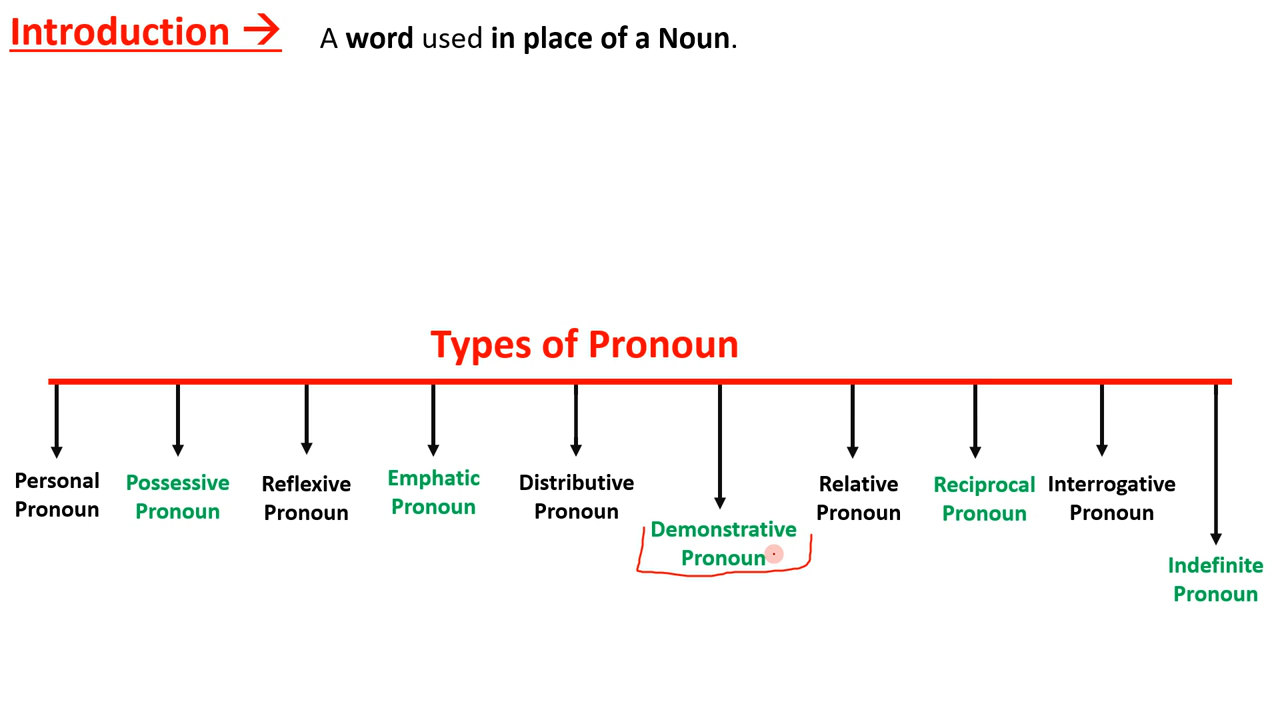 Introduction → A word used in place of a Noun.
Types of Pronoun
Personal
Pronoun
Possessive
Pronoun
Reflexive
Pronoun
Emphatic
Pronoun
Distributive
Pronoun
Demonstrative
Pronoun
Relative
Pronoun
Reciprocal
Pronoun
Interrogative
Pronoun
Indefinite
Pronoun